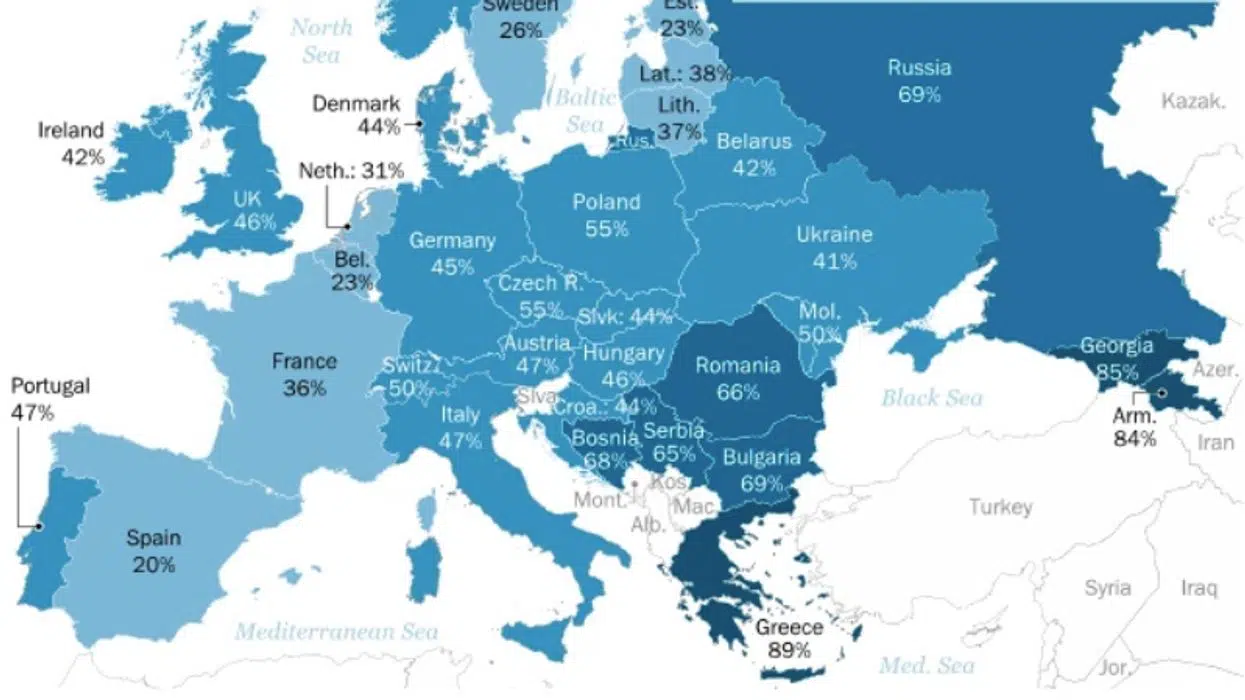 Sweden
26%
Est.
23%
North
Sea
Russia
69%
Lat.: 38%
Kazak.
Denmark
44%
Baltic
Sea
Lith.
37%
Ireland
42%
Rus.
Belarus
42%
Neth.: 31%
UK
46%
Poland
55%
Germany
45%
Ukraine
41%
Bel.
23%
Czech R.
55%
Slvk: 44%
Mol.
50%
Austria
47%
Hungary
46%
Georgia
85%
France
36%
Switz.
50%
Romania
66%
Azer.
Portugal
47%
Slva.
Croa.: 44%
Black Sea
Italy
47%
Arm.
84%
Bosnia
68%
Serbia
65%
Iran
Bulgaria
69%
Kos.
Mont.
Mac.
Alb.
Turkey
Spain
20%
Syria
Iraq
Mediterranean Sea
Greece
89%
Med. Sea
Jor.